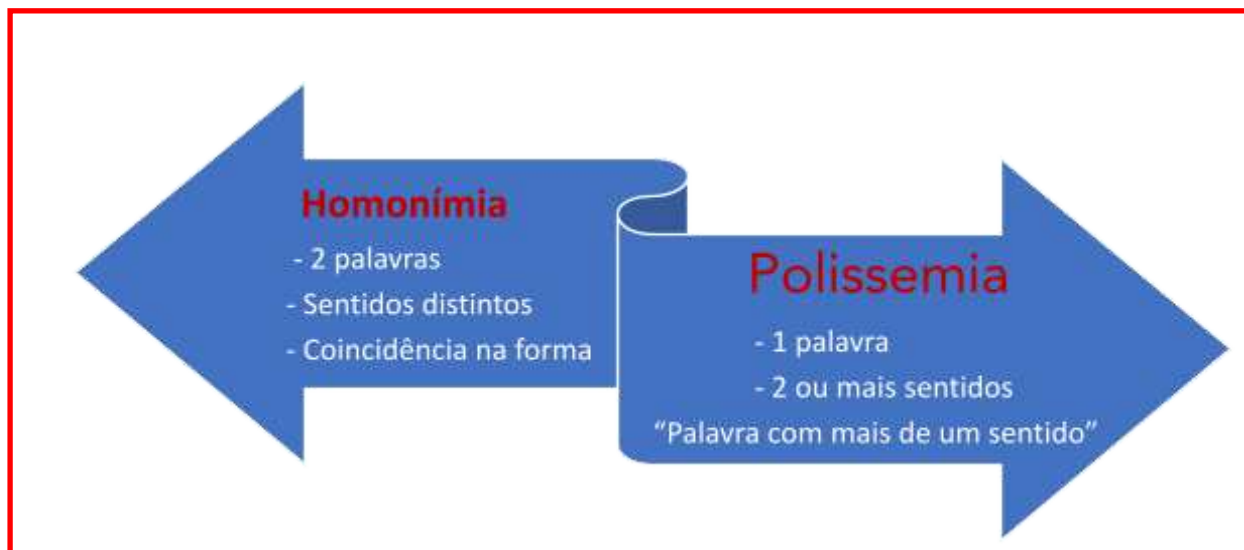 Homonímia
- 2 palavras
- Sentidos distintos
- Coincidência na forma
Polissemia
- 1 palavra
- 2 ou mais sentidos
“Palavra com mais de um sentido”